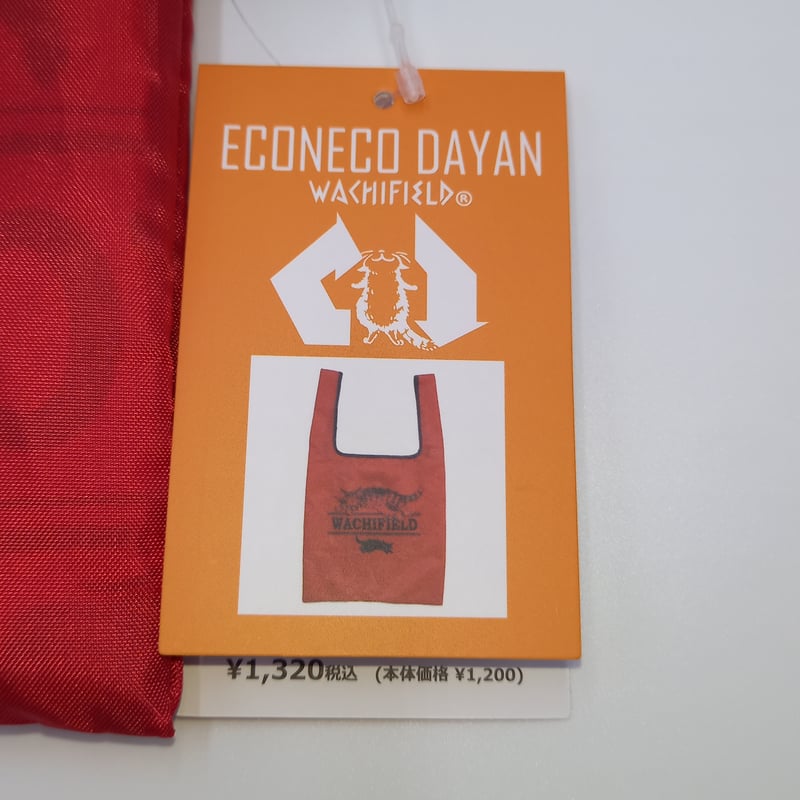 ECONECO DAYAN
WACHIFIELD®
WACHIFIELD
¥1,320税込 (本体価格 ¥1,200)